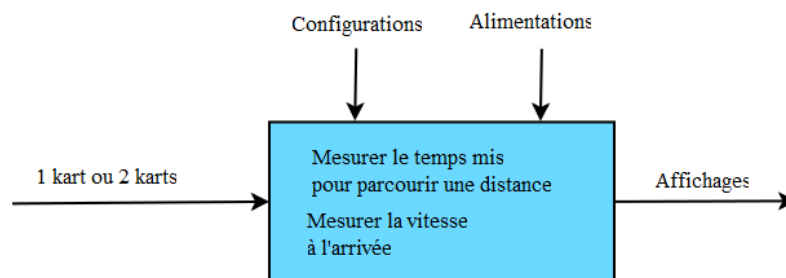 Configurations
Alimentations
1 kart ou 2 karts
Mesurer le temps mis
pour parcourir une distance
Mesurer la vitesse
à l'arrivée
Affichages